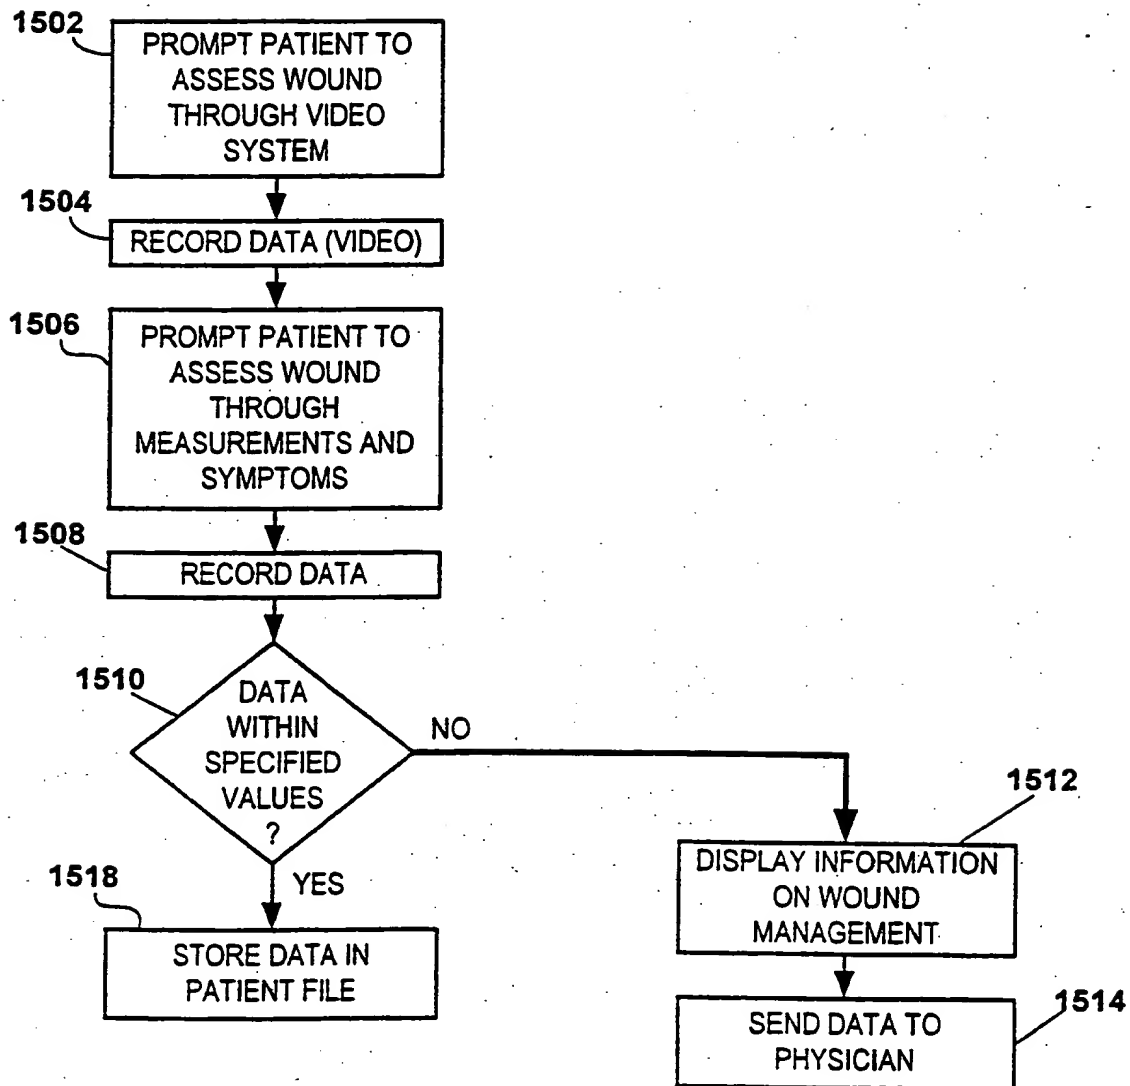 1502
PROMPT PATIENT TO
ASSESS WOUND
THROUGH VIDEO
SYSTEM
1504
RECORD DATA (VIDEO)
1506
PROMPT PATIENT TO
ASSESS WOUND
THROUGH
MEASUREMENTS AND
SYMPTOMS
1508
RECORD DATA
1510
DATA
WITHIN
SPECIFIED
VALUES
?
NO
YES
1512
DISPLAY INFORMATION
ON WOUND
MANAGEMENT
1518
STORE DATA IN
PATIENT FILE
1514
SEND DATA TO
PHYSICIAN